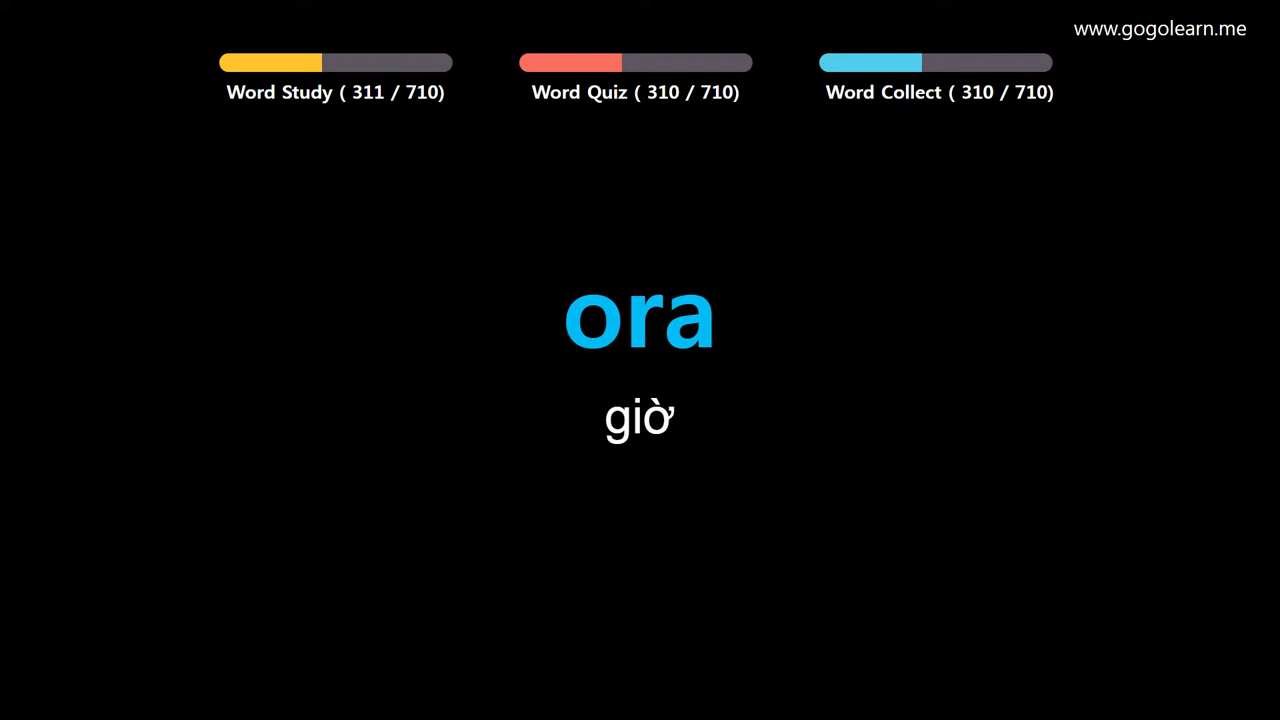 www.gogolearn.me
Word Study ( 311 / 710)
Word Quiz ( 310 / 710)
Word Collect ( 310 / 710)
ora
giờ